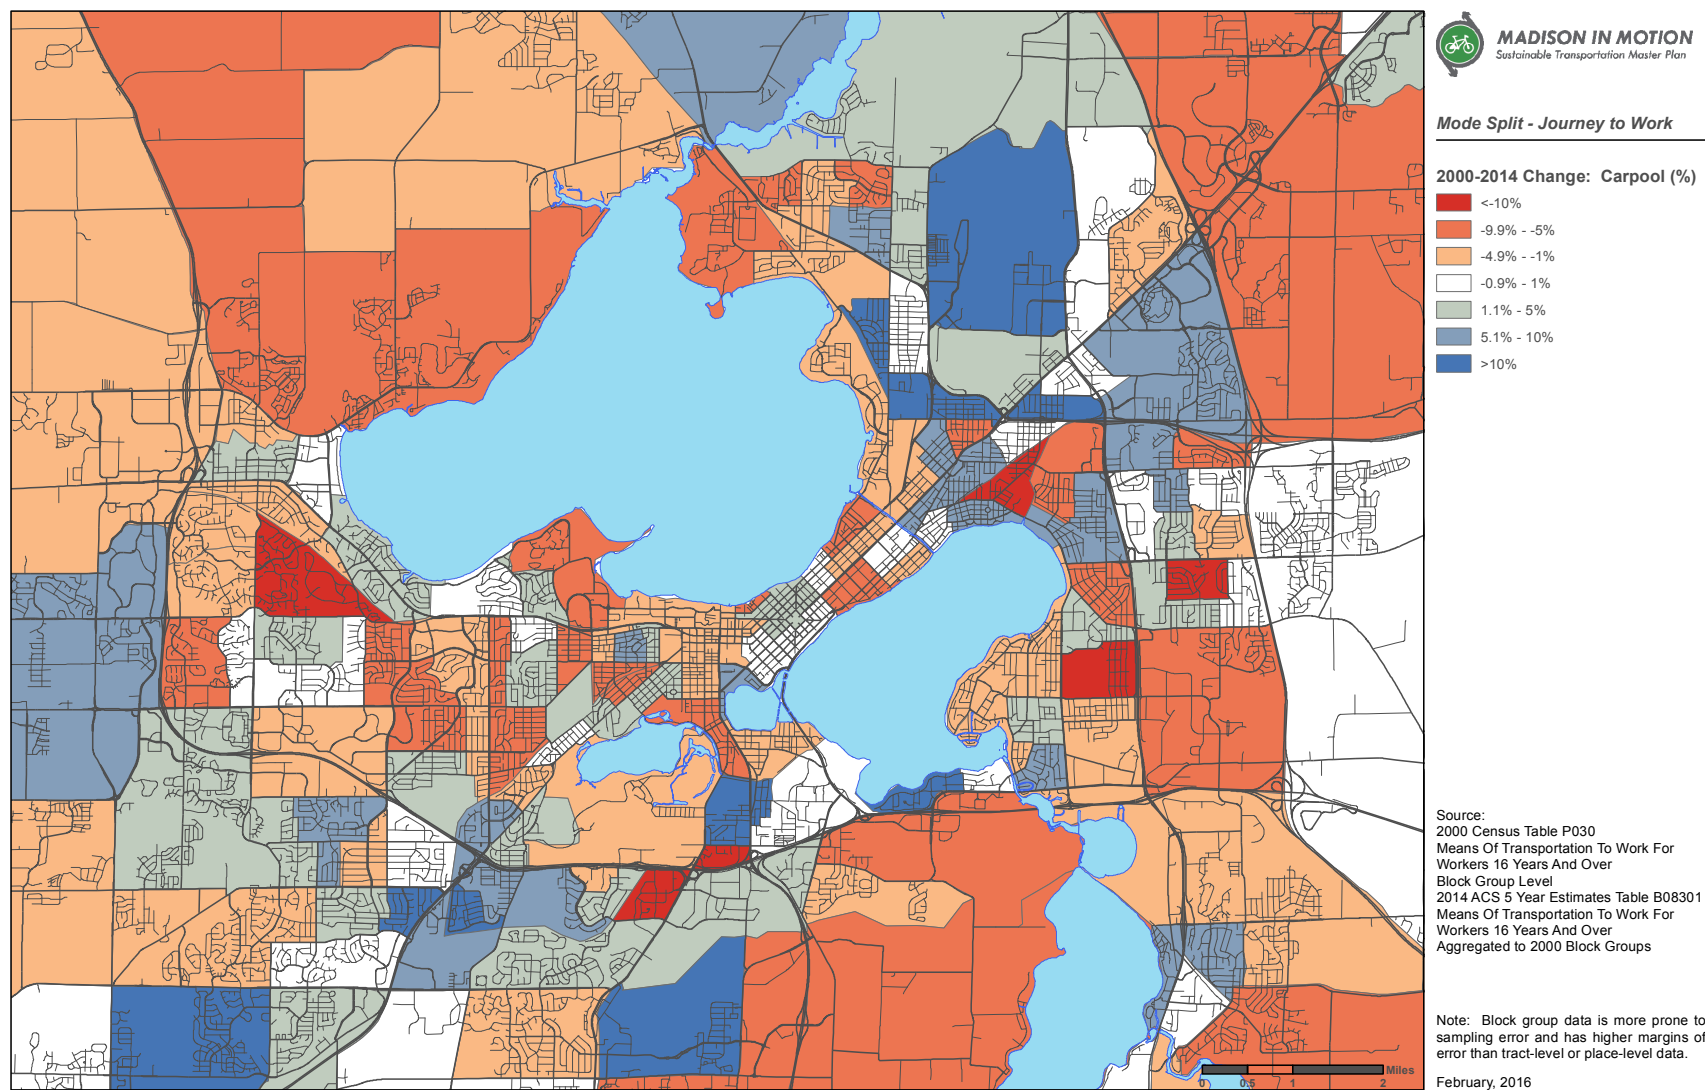 MADISON IN MOTION
Sustainable Transportation Master Plan
Mode Split - Journey to Work
2000-2014 Change:  Carpool (%)
<-10%
-9.9% - -5%
-4.9% - -1%
-0.9% - 1%
1.1% - 5%
5.1% - 10%
>10%
Source:
2000 Census Table P030
Means Of Transportation To Work For
Workers 16 Years And Over
Block Group Level
2014 ACS 5 Year Estimates Table B08301
Means Of Transportation To Work For
Workers 16 Years And Over
Aggregated to 2000 Block Groups
Note:  Block group data is more prone to
sampling error and has higher margins of
error than tract-level or place-level data.
February, 2016
Miles
0 0.5 1 2